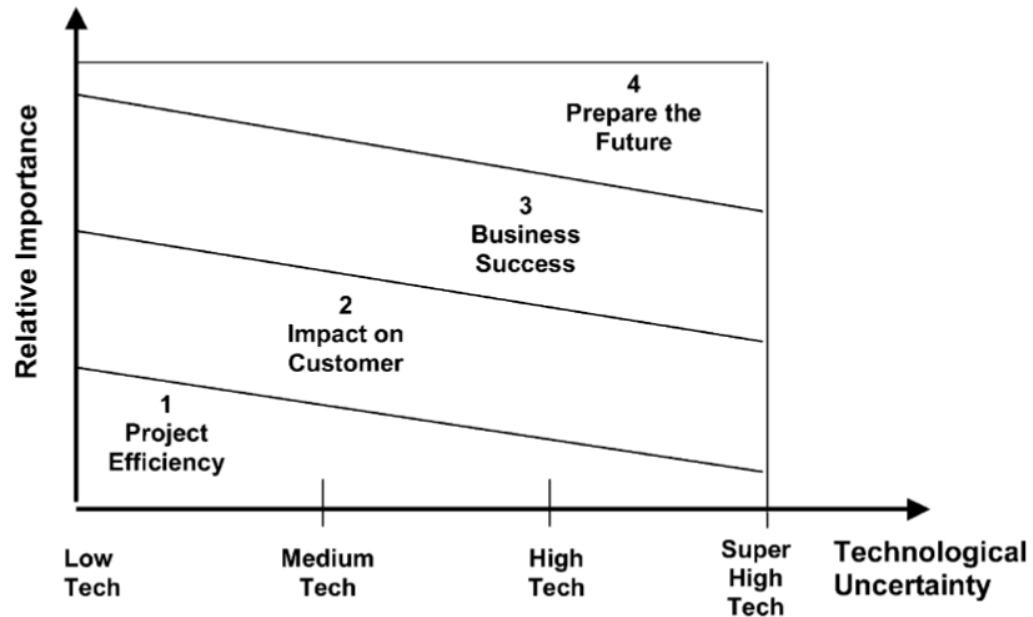 4
Prepare the
Future
3
Business
Success
2
Impact on
Customer
1
Project
Efficiency
Relative Importance
Low
Tech
Medium
Tech
High
Tech
Super
High
Tech
Technological
Uncertainty